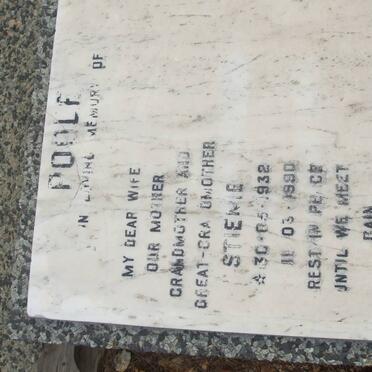 POOLE
IN LOVING MEMORY OF
MY DEAR WIFE
OUR MOTHER
GRANDMOTHER AND
GREAT-GRANDMOTHER
STIENIE
☆ 30·05·1932
11 03 1990
REST IN PEACE
UNTIL WE MEET